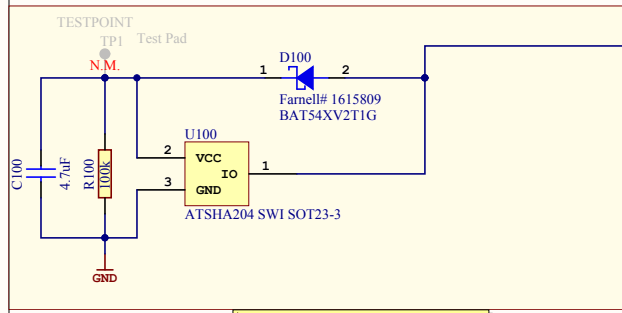 TESTPOINT
TP1
Test Pad
N.M.
D100
1
2
Farnell# 1615809
BAT54XV2T1G
U100
2
VCC
IO
1
3
GND
ATSHA204 SWI SOT23-3
C100
4.7uF
R100
100k
GND